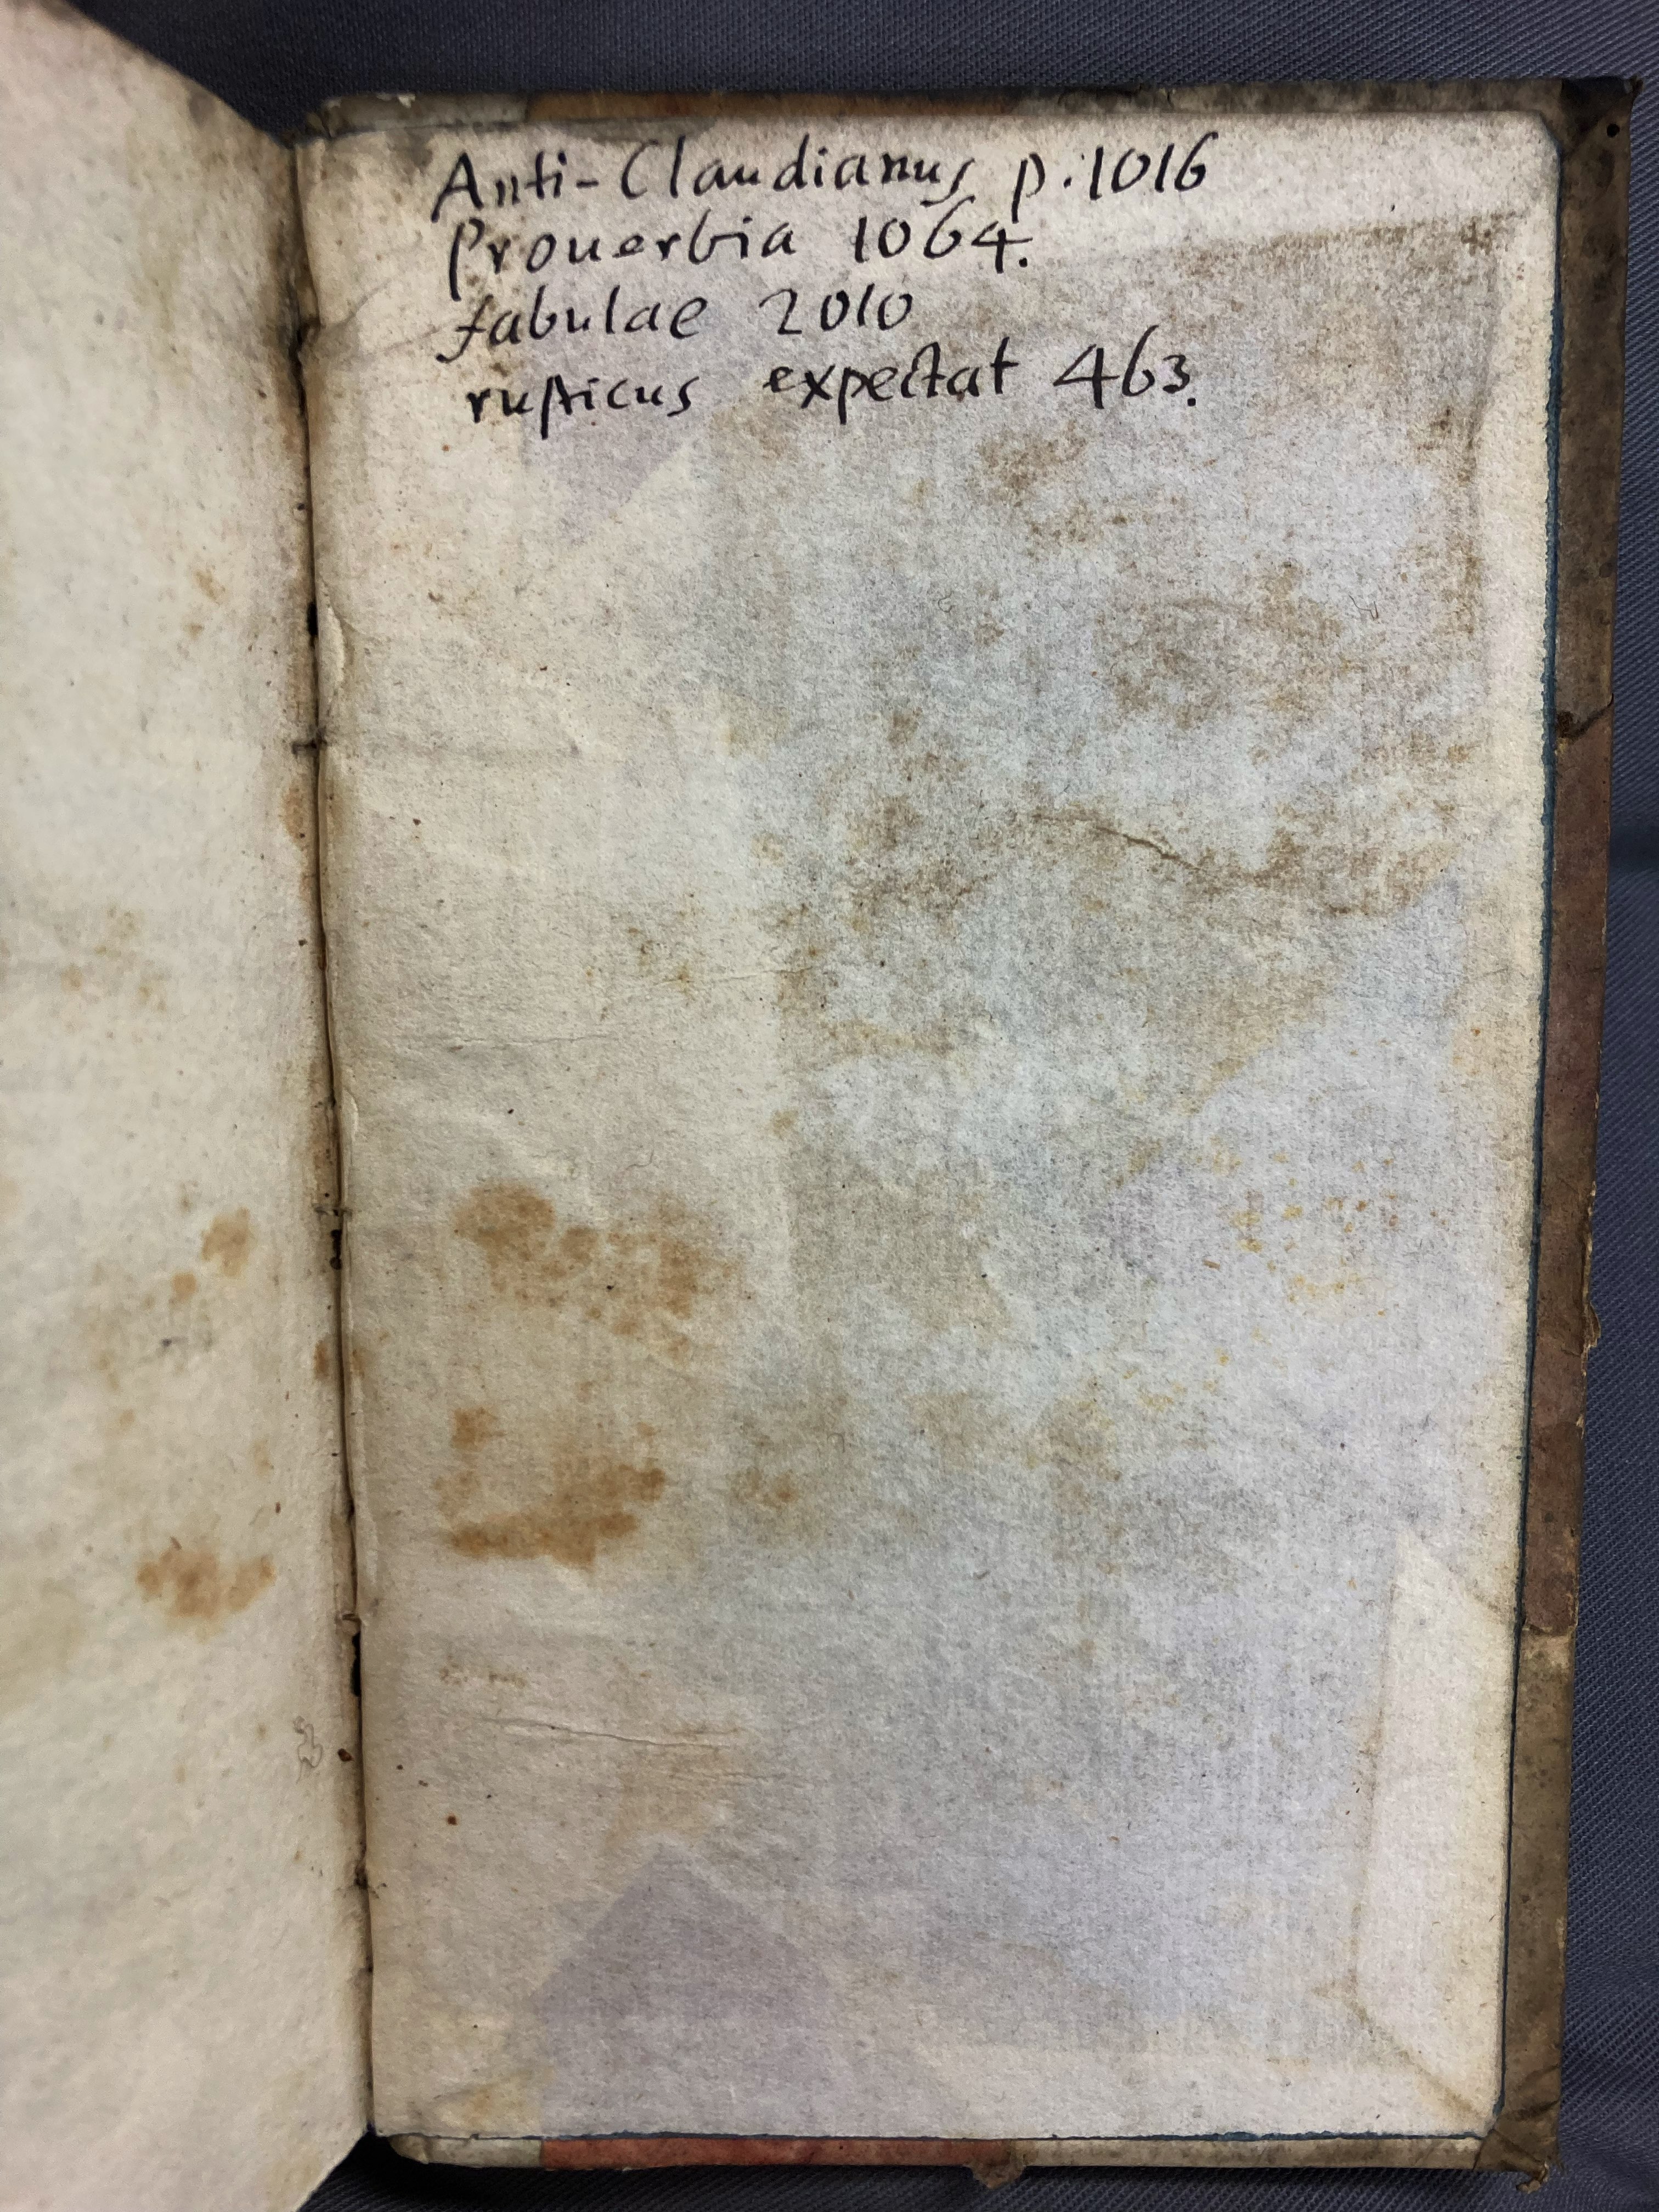 Anti-Claudianus p. 1016
Prouerbia 1064.
fabulae 2010
rusticus expectat 463.